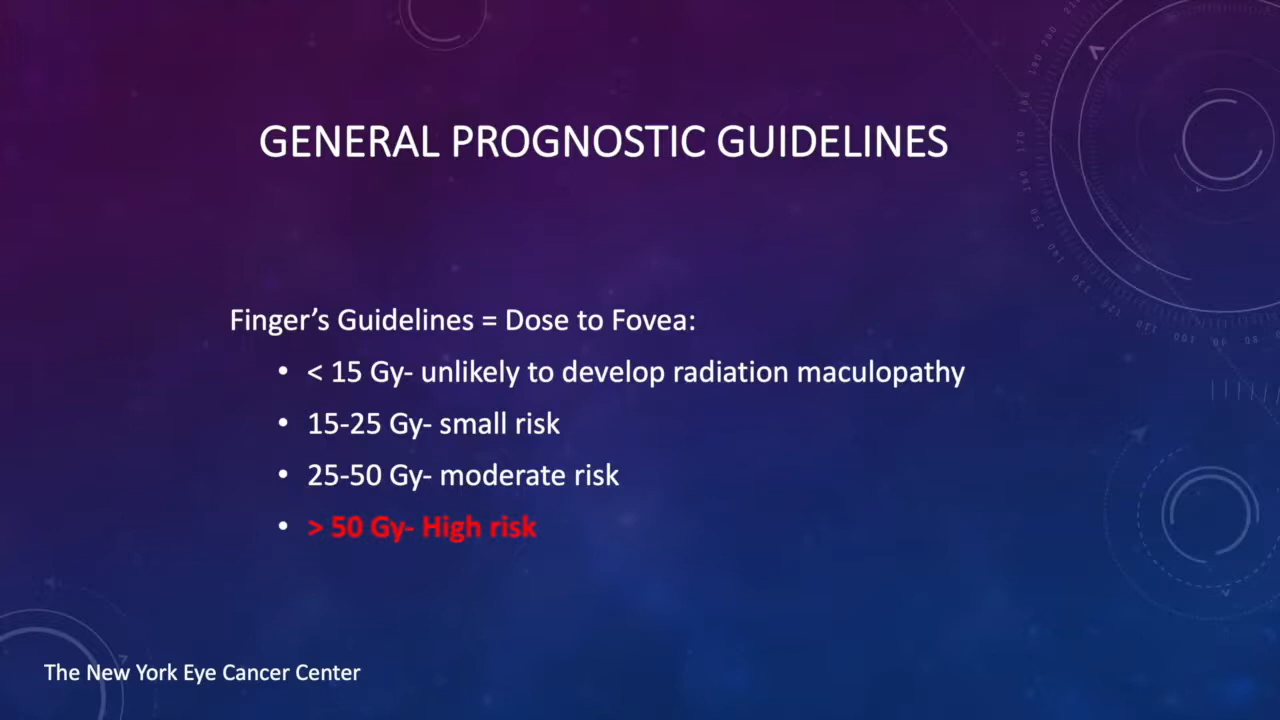 GENERAL PROGNOSTIC GUIDELINES
Finger's Guidelines = Dose to Fovea:
• < 15 Gy- unlikely to develop radiation maculopathy
• 15-25 Gy- small risk
• 25-50 Gy- moderate risk
• > 50 Gy- High risk
The New York Eye Cancer Center